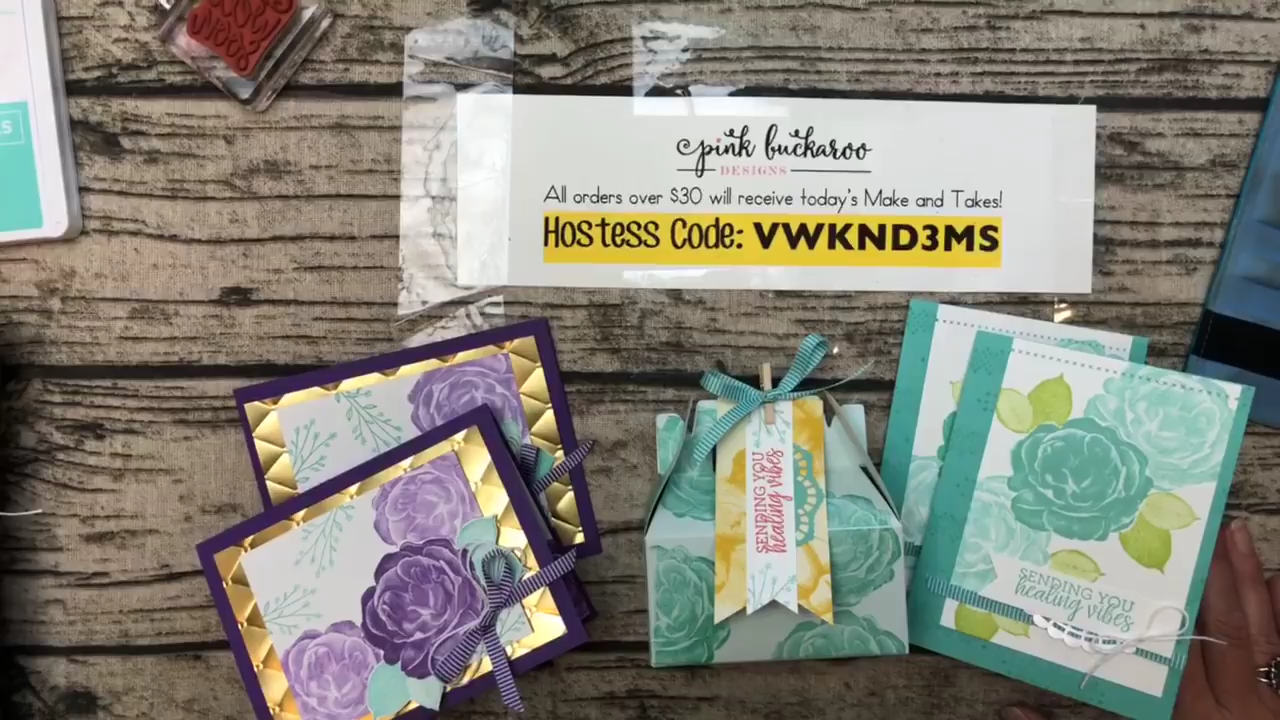 pink buckaroo
DESIGNS
All orders over $30 will receive today's Make and Takes!
Hostess Code: VWKND3MS
SENDING YOU
healing vibes
SENDING YOU
healing vibes